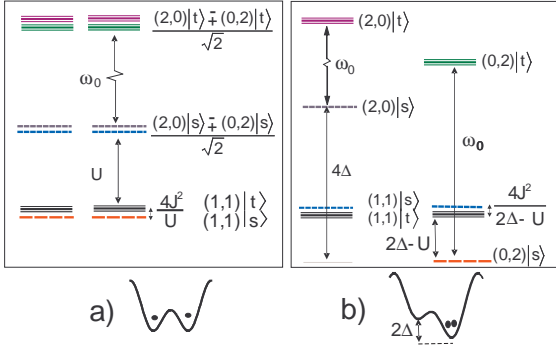 (2,0)|t⟩ ∓ (0,2)|t⟩
√2
ω0
(2,0)|s⟩ ∓ (0,2)|s⟩
√2
U
4J²
U
(1,1)|t⟩
(1,1)|s⟩
a)
(2,0)|t⟩
ω0
(0,2)|t⟩
(2,0)|s⟩
4Δ
ω0
(1,1)|s⟩
(1,1)|t⟩
4J²
2Δ- U
2Δ- U
(0,2)|s⟩
b)
2Δ